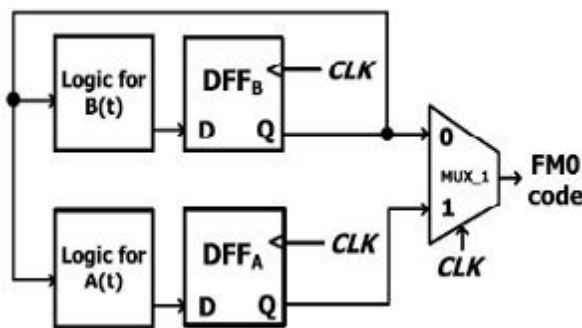 Logic for
B(t)
DFFB
CLK
D
Q
0
MUX_1
1
FM0
code
CLK
Logic for
A(t)
DFFA
CLK
D
Q